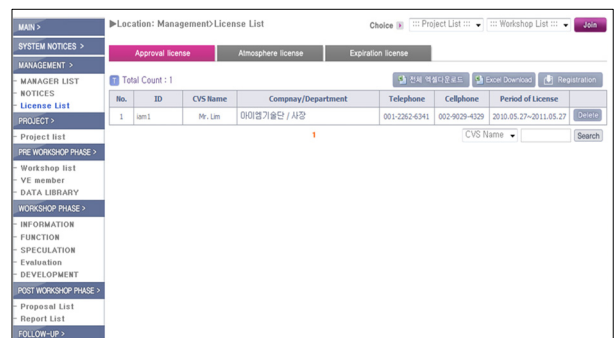 MAIN >
SYSTEM NOTICES >
MANAGEMENT >
- MANAGER LIST
- NOTICES
- License List
PROJECT >
- Project list
PRE WORKSHOP PHASE >
- Workshop list
- VE member
- DATA LIBRARY
WORKSHOP PHASE >
- INFORMATION
- FUNCTION
- SPECULATION
- Evaluation
- DEVELOPMENT
POST WORKSHOP PHASE >
- Proposal List
- Report List
FOLLOW-UP >
▶Location: Management>License List Choice ::: Project List ::: ::: Workshop List ::: Join
Approval license Atmosphere license Expiration license
T Total Count : 1 전체 엑셀다운로드 Excel Download Registration
No. ID CVS Name Compnay/Department Telephone Cellphone Period of License
1 iam1 Mr. Lim 아이엠기술단 / 사장 001-2262-6341 002-9029-4329 2010.05.27~2011.05.27 Delete
1
CVS Name Search